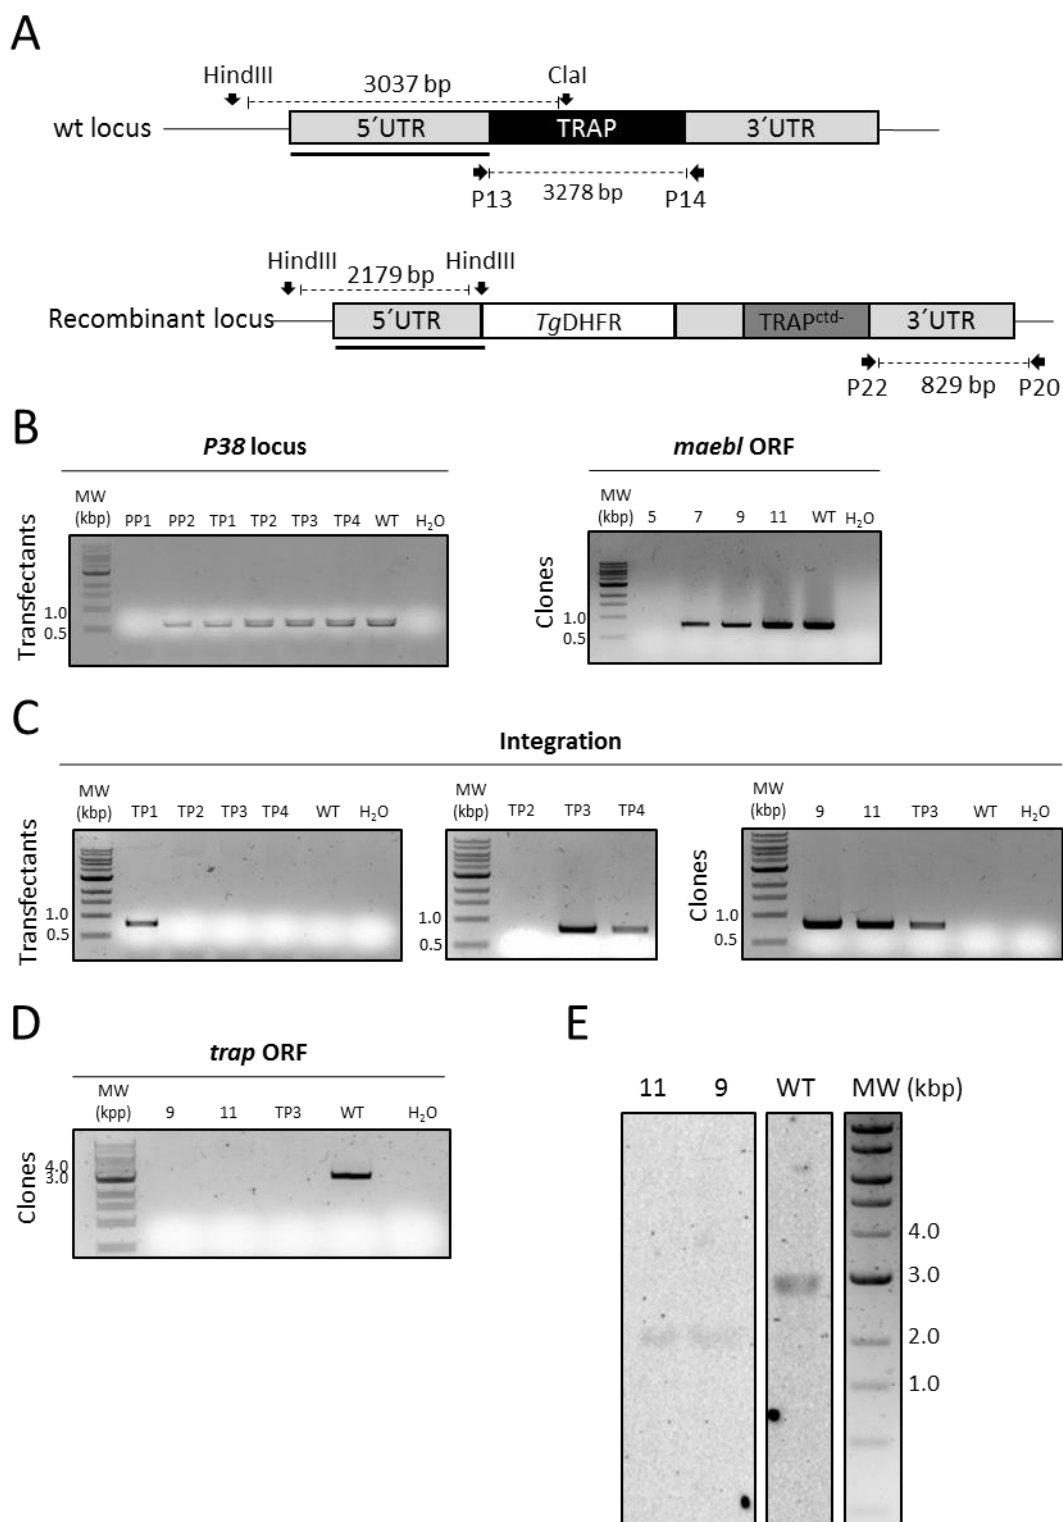 A
HindIII 3037 bp ClaI
wt locus 5´UTR TRAP 3´UTR
P13 3278 bp P14
HindIII 2179 bp HindIII
Recombinant locus 5´UTR TgDHFR TRAPctd- 3´UTR
P22 829 bp P20
B
P38 locus
MW (kbp) PP1 PP2 TP1 TP2 TP3 TP4 WT H2O
Transfectants
1.0
0.5
maebl ORF
MW (kbp) 5 7 9 11 WT H2O
Clones
1.0
0.5
C
Integration
MW (kbp) TP1 TP2 TP3 TP4 WT H2O
Transfectants
1.0
0.5
MW (kbp) TP2 TP3 TP4
1.0
0.5
MW (kbp) 9 11 TP3 WT H2O
Clones
1.0
0.5
D
trap ORF
MW (kpp) 9 11 TP3 WT H2O
Clones
4.0
3.0
E
11 9 WT MW (kbp)
4.0
3.0
2.0
1.0